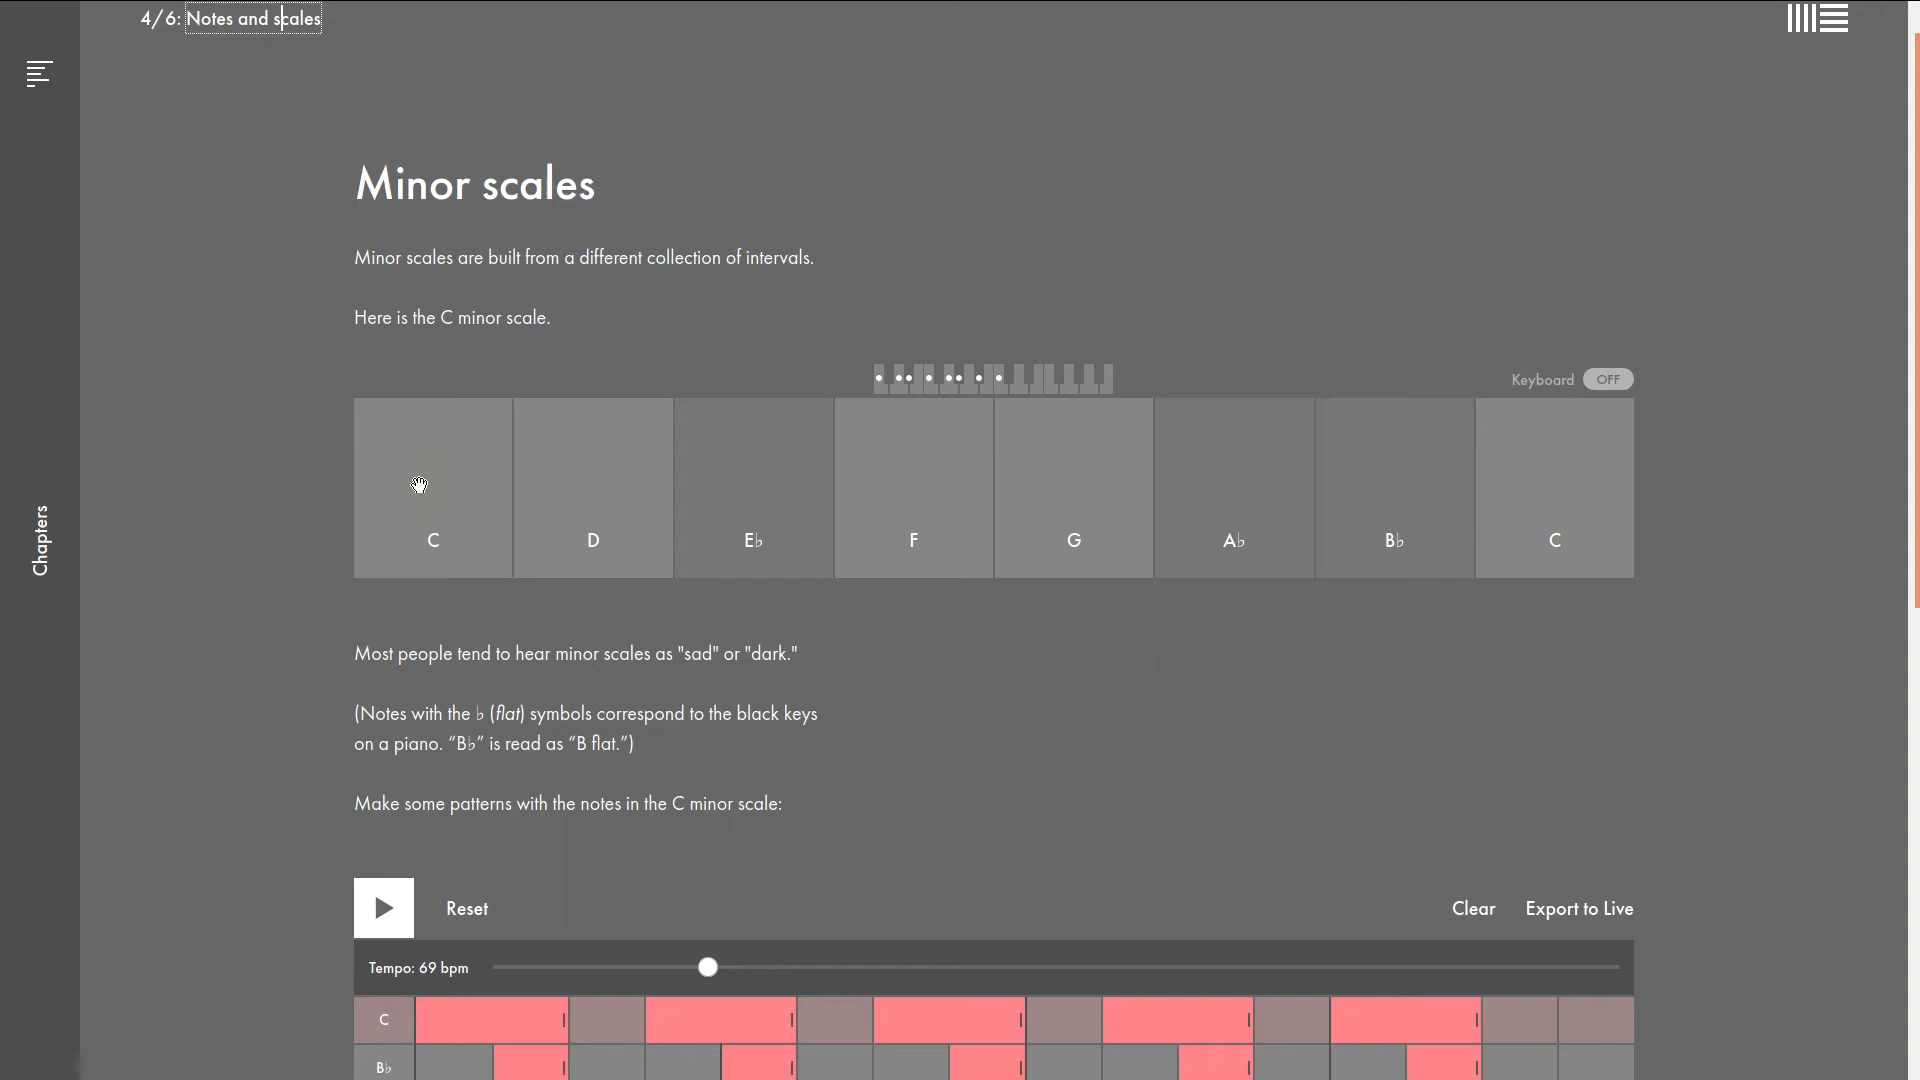 4/6: Notes and scales
Chapters
Minor scales
Minor scales are built from a different collection of intervals.
Here is the C minor scale.
Keyboard OFF
C D E♭ F G A♭ B♭ C
Most people tend to hear minor scales as "sad" or "dark."
(Notes with the ♭ (flat) symbols correspond to the black keys
on a piano. “B♭” is read as “B flat.”)
Make some patterns with the notes in the C minor scale:
Reset Clear Export to Live
Tempo: 69 bpm
C
B♭